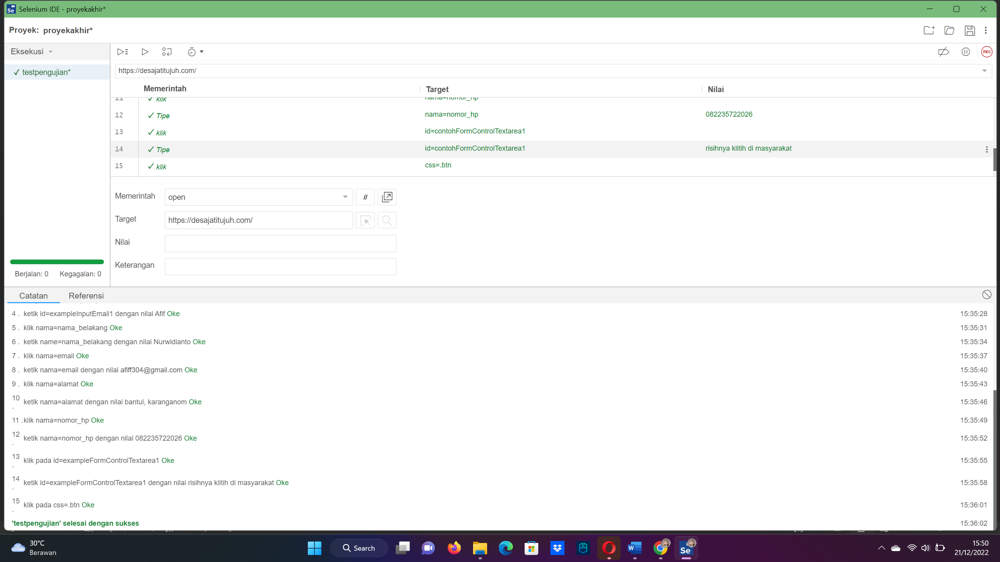 Selenium IDE - proyekakhir*
Proyek: proyekakhir*
Eksekusi
✓ testpengujian*
REC
https://desajatitujuh.com/
Memerintah Target Nilai
11 ✓ klik nama=nomor_hp
12 ✓ Tipe nama=nomor_hp 082235722026
13 ✓ klik id=contohFormControlTextarea1
14 ✓ Tipe id=contohFormControlTextarea1 risihnya klitih di masyarakat
15 ✓ klik css=.btn
Memerintah open //
Target https://desajatitujuh.com/
Nilai
Keterangan
Berjalan: 0 Kegagalan: 0
Catatan Referensi
4 . ketik id=exampleInputEmail1 dengan nilai Afif Oke 15:35:28
5 . klik nama=nama_belakang Oke 15:35:31
6 . ketik name=nama_belakang dengan nilai Nurwidianto Oke 15:35:34
7 . klik nama=email Oke 15:35:37
8 . ketik nama=email dengan nilai afiff304@gmail.com Oke 15:35:40
9 . klik nama=alamat Oke 15:35:43
10 . ketik nama=alamat dengan nilai bantul, karanganom Oke 15:35:46
11 .klik nama=nomor_hp Oke 15:35:49
12 . ketik nama=nomor_hp dengan nilai 082235722026 Oke 15:35:52
13 . klik pada id=exampleFormControlTextarea1 Oke 15:35:55
14 . ketik id=exampleFormControlTextarea1 dengan nilai risihnya klitih di masyarakat Oke 15:35:58
15 . klik pada css=.btn Oke 15:36:01
'testpengujian' selesai dengan sukses 15:36:02
30°C
Berawan
Search
15:50
21/12/2022